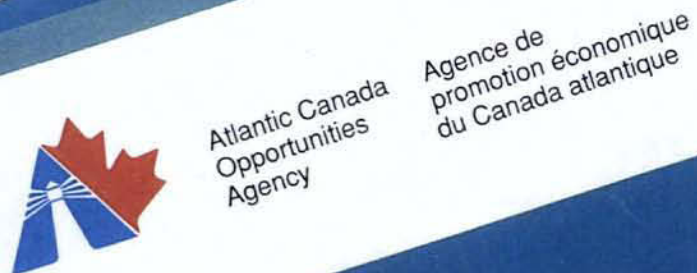 Atlantic Canada
Opportunities
Agency
Agence de
promotion économique
du Canada atlantique